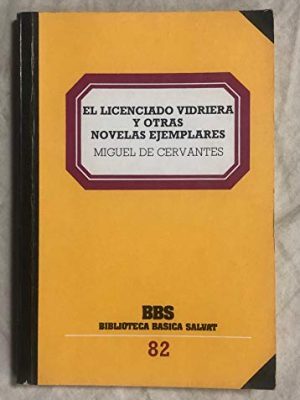 EL LICENCIADO VIDRIERA
Y OTRAS
NOVELAS EJEMPLARES
MIGUEL DE CERVANTES
BBS
BIBLIOTECA BASICA SALVAT
82